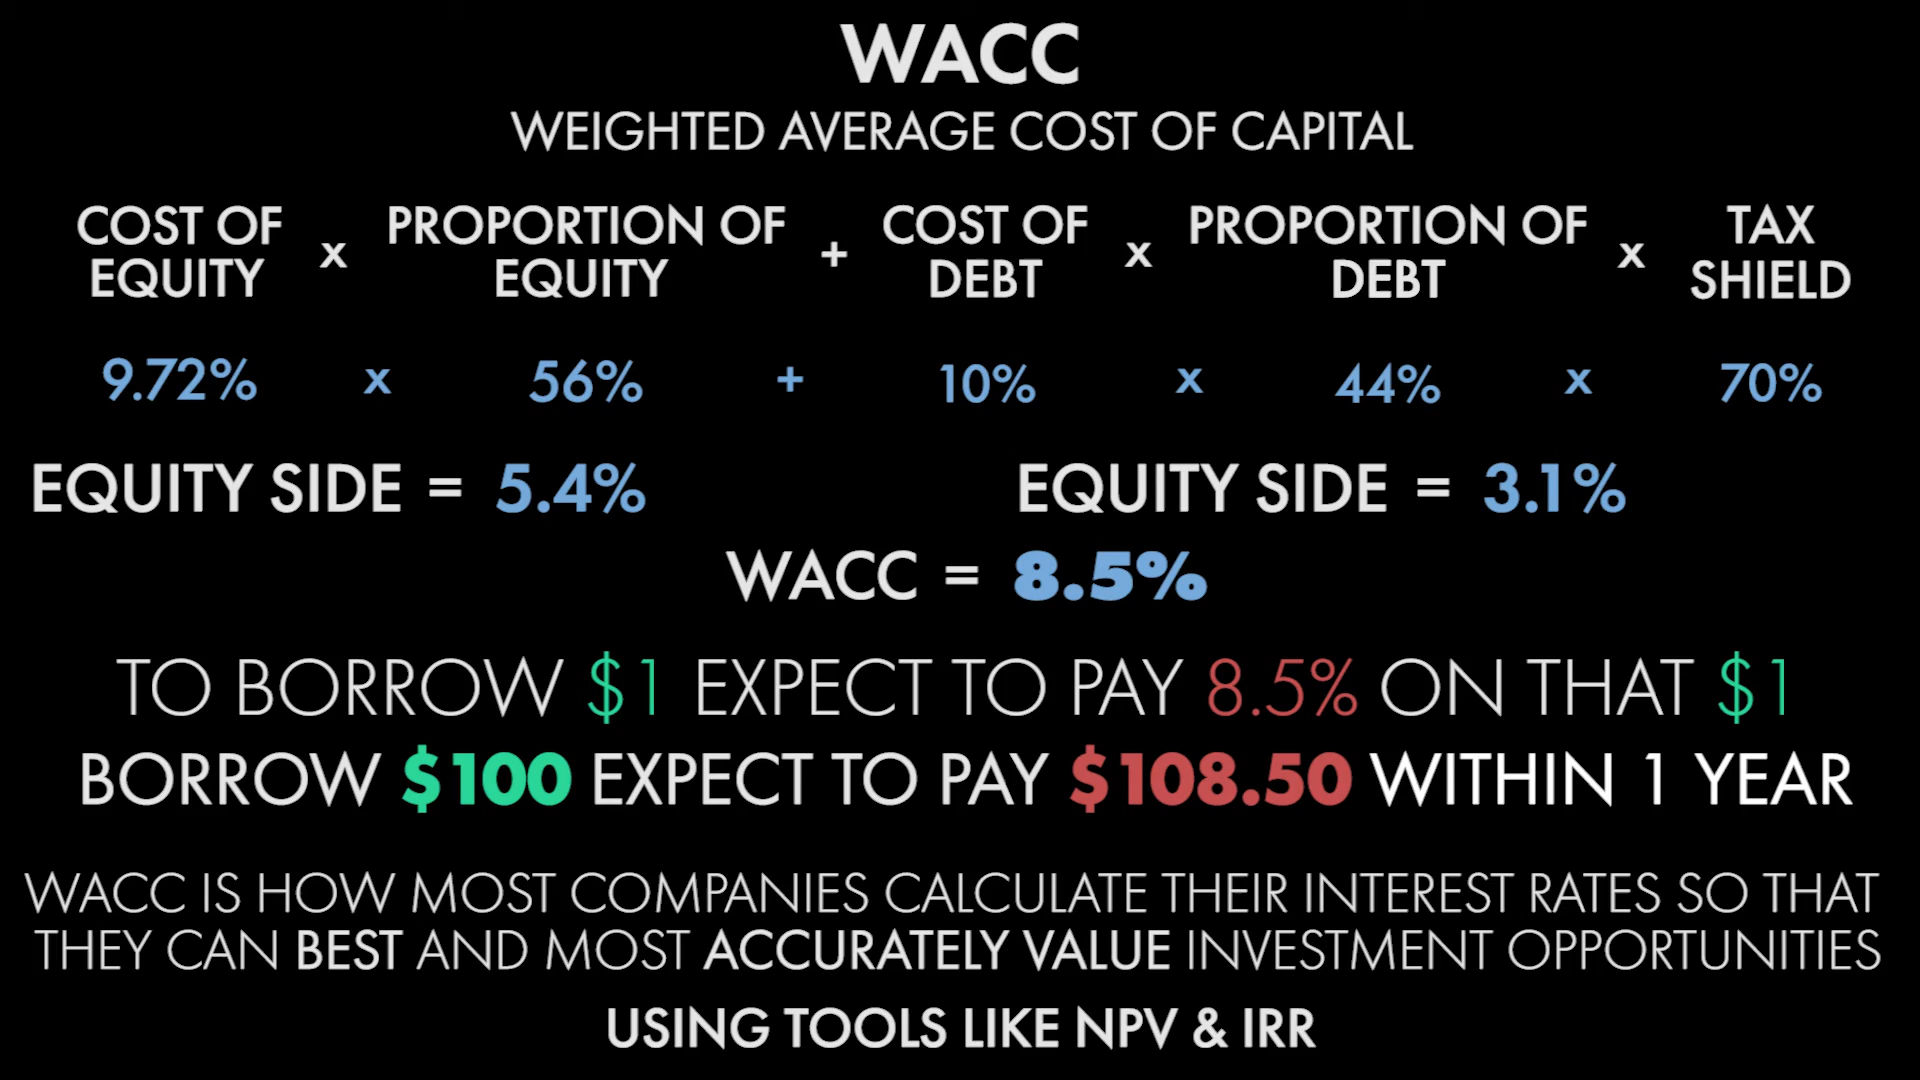 WACC
WEIGHTED AVERAGE COST OF CAPITAL
COST OF EQUITY x PROPORTION OF EQUITY + COST OF DEBT x PROPORTION OF DEBT x TAX SHIELD
9.72% x 56% + 10% x 44% x 70%
EQUITY SIDE = 5.4% EQUITY SIDE = 3.1%
WACC = 8.5%
TO BORROW $1 EXPECT TO PAY 8.5% ON THAT $1
BORROW $100 EXPECT TO PAY $108.50 WITHIN 1 YEAR
WACC IS HOW MOST COMPANIES CALCULATE THEIR INTEREST RATES SO THAT
THEY CAN BEST AND MOST ACCURATELY VALUE INVESTMENT OPPORTUNITIES
USING TOOLS LIKE NPV & IRR